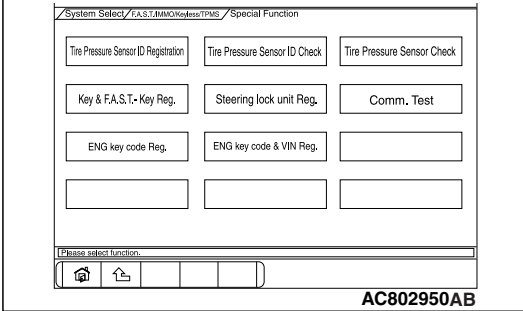 System Select/F.A.S.T./IMMO/Keyless/TPMS/Special Function
Tire Pressure Sensor ID Registration Tire Pressure Sensor ID Check Tire Pressure Sensor Check
Key & F.A.S.T.- Key Reg. Steering lock unit Reg. Comm. Test
ENG key code Reg. ENG key code & VIN Reg.
Please select function.
AC802950AB